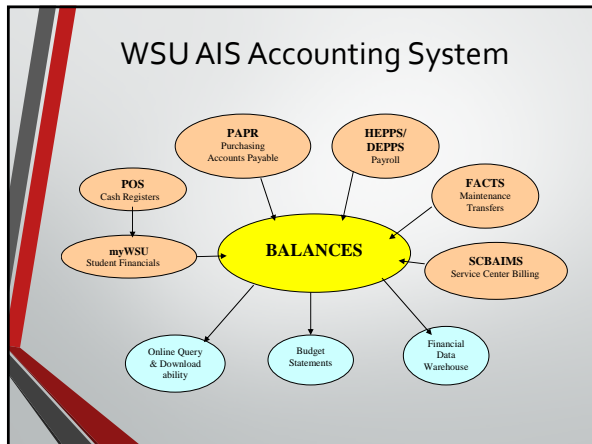 WSU AIS Accounting System
PAPR
Purchasing
Accounts Payable
HEPPS/
DEPPS
Payroll
POS
Cash Registers
FACTS
Maintenance
Transfers
myWSU
Student Financials
BALANCES
SCBAIMS
Service Center Billing
Online Query
& Download
ability
Budget
Statements
Financial
Data
Warehouse